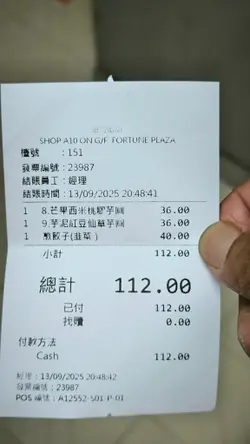 SHOP A10 ON G/F FORTUNE PLAZA
檯號 : 151
發票編號 : 23987
結賬員工 : 經理
結賬時間 : 13/09/2025 20:48:41
1 8.芒果西米桃膠芋圓 36.00
1 9.芋泥紅豆仙草芋圓 36.00
1 煎餃子(韭菜) 40.00
小計 112.00
總計 112.00
已付 112.00
找贖 0.00
付款方法
Cash 112.00
經理 : 13/09/2025 20:48:42
發票編號 : 23987
POS 編號 : A12552-S01-P-01